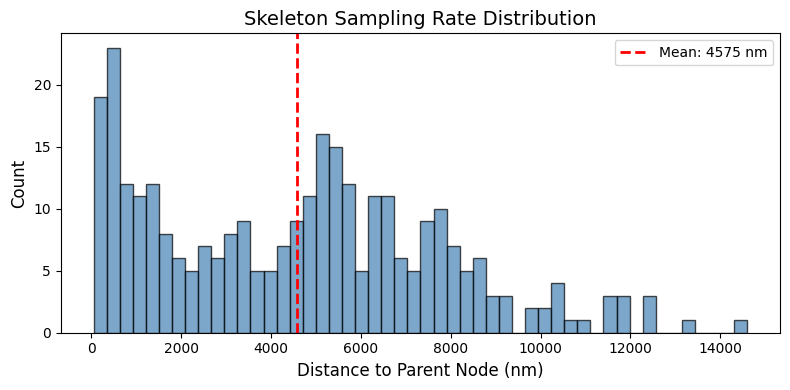 Skeleton Sampling Rate Distribution
Mean: 4575 nm
Count
20
15
10
5
0
0 2000 4000 6000 8000 10000 12000 14000
Distance to Parent Node (nm)